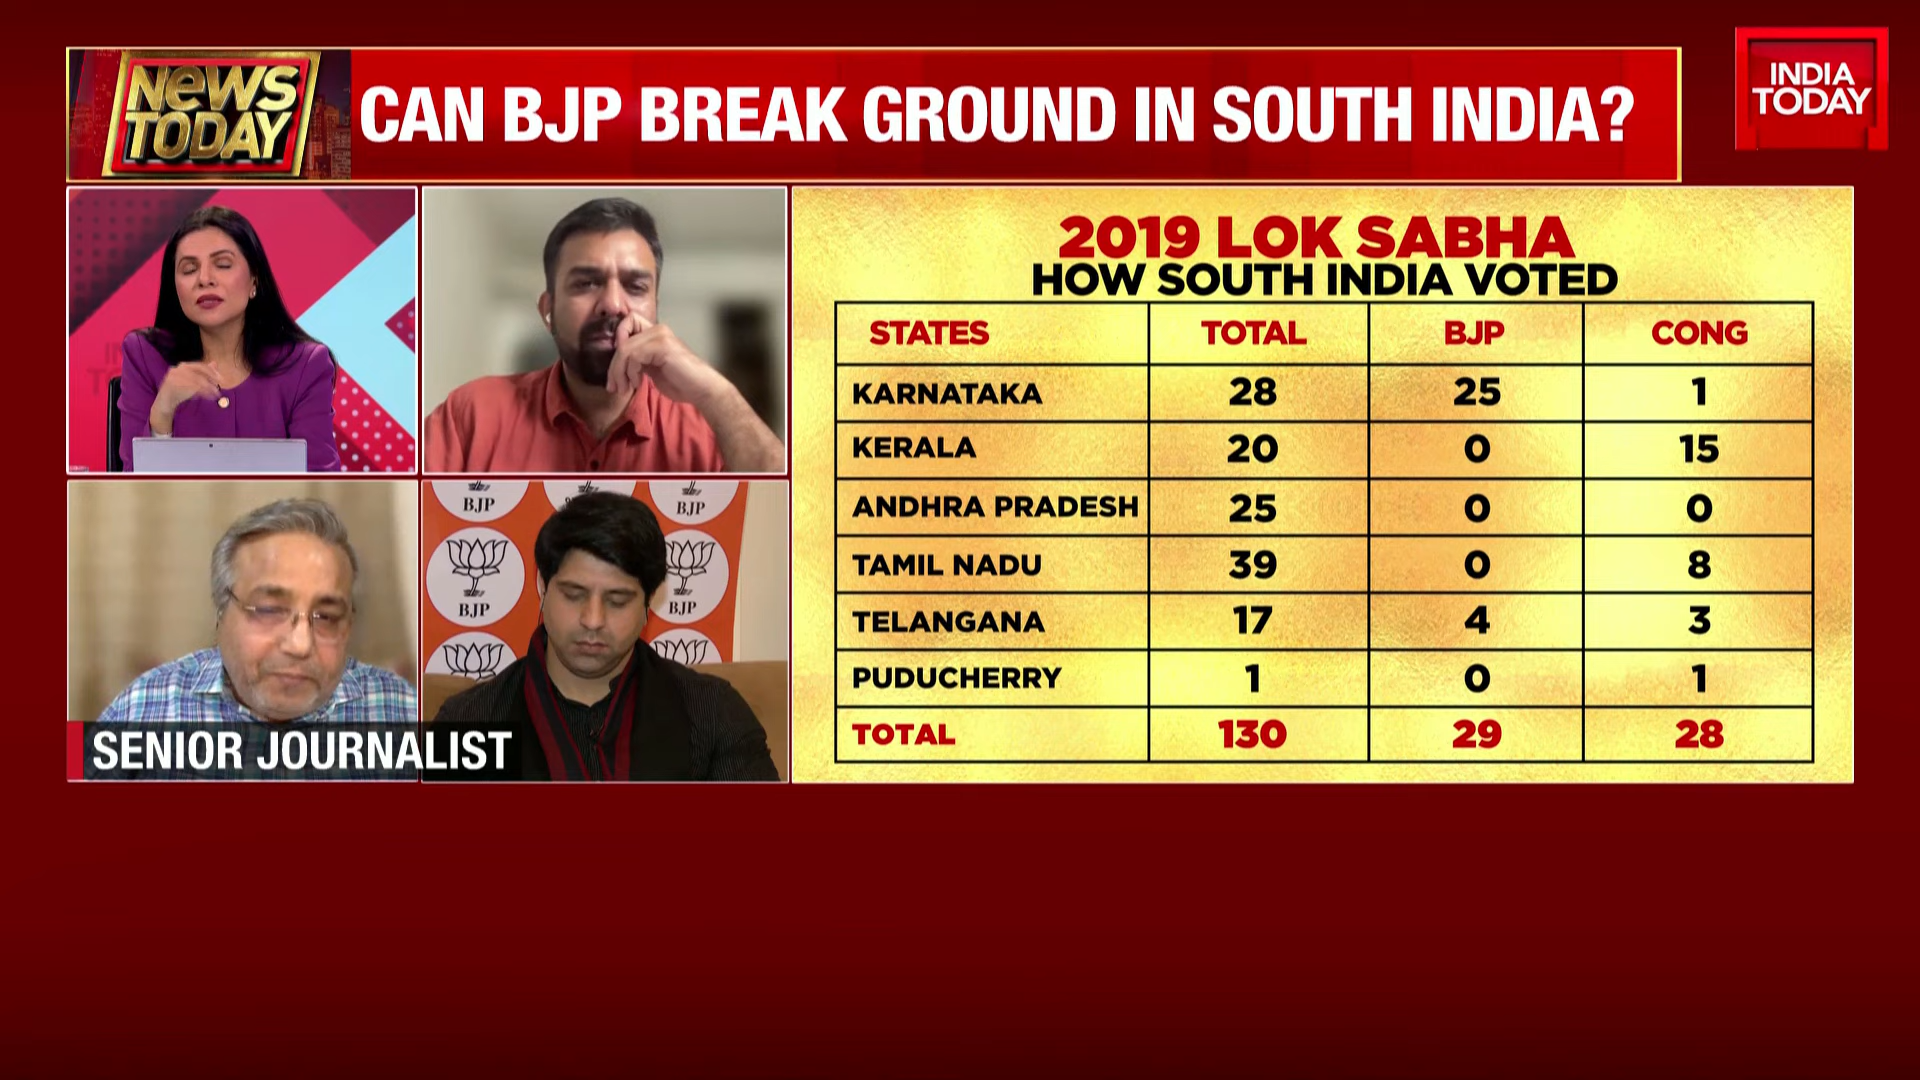 NEWS
TODAY
CAN BJP BREAK GROUND IN SOUTH INDIA?
INDIA
TODAY
BJP
BJP
BJP
BJP
SENIOR JOURNALIST
2019 LOK SABHA
HOW SOUTH INDIA VOTED
STATES TOTAL BJP CONG
KARNATAKA 28 25 1
KERALA 20 0 15
ANDHRA PRADESH 25 0 0
TAMIL NADU 39 0 8
TELANGANA 17 4 3
PUDUCHERRY 1 0 1
TOTAL 130 29 28